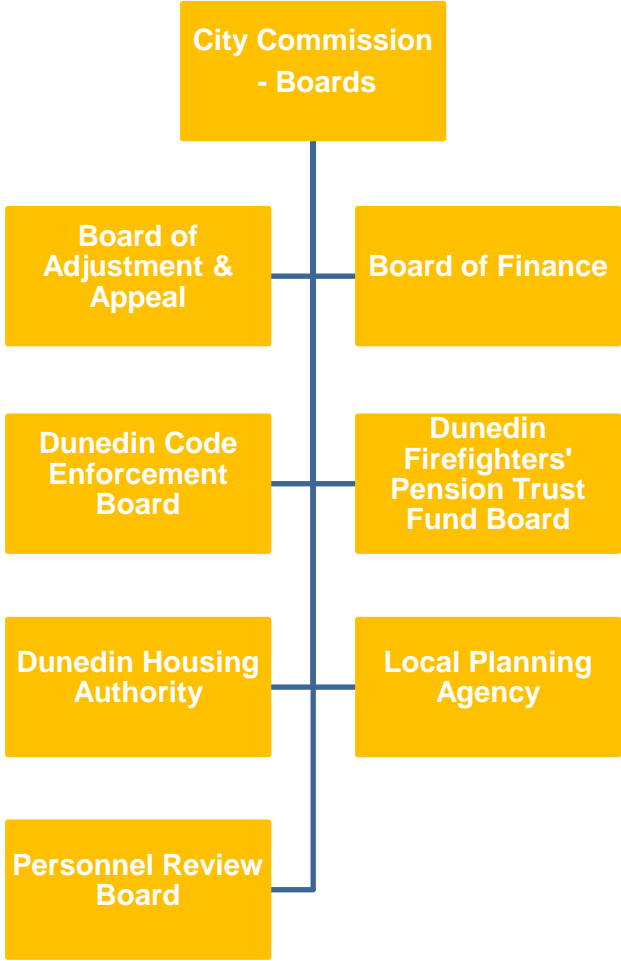 City Commission
- Boards
Board of
Adjustment &
Appeal
Board of Finance
Dunedin Code
Enforcement
Board
Dunedin
Firefighters'
Pension Trust
Fund Board
Dunedin Housing
Authority
Local Planning
Agency
Personnel Review
Board